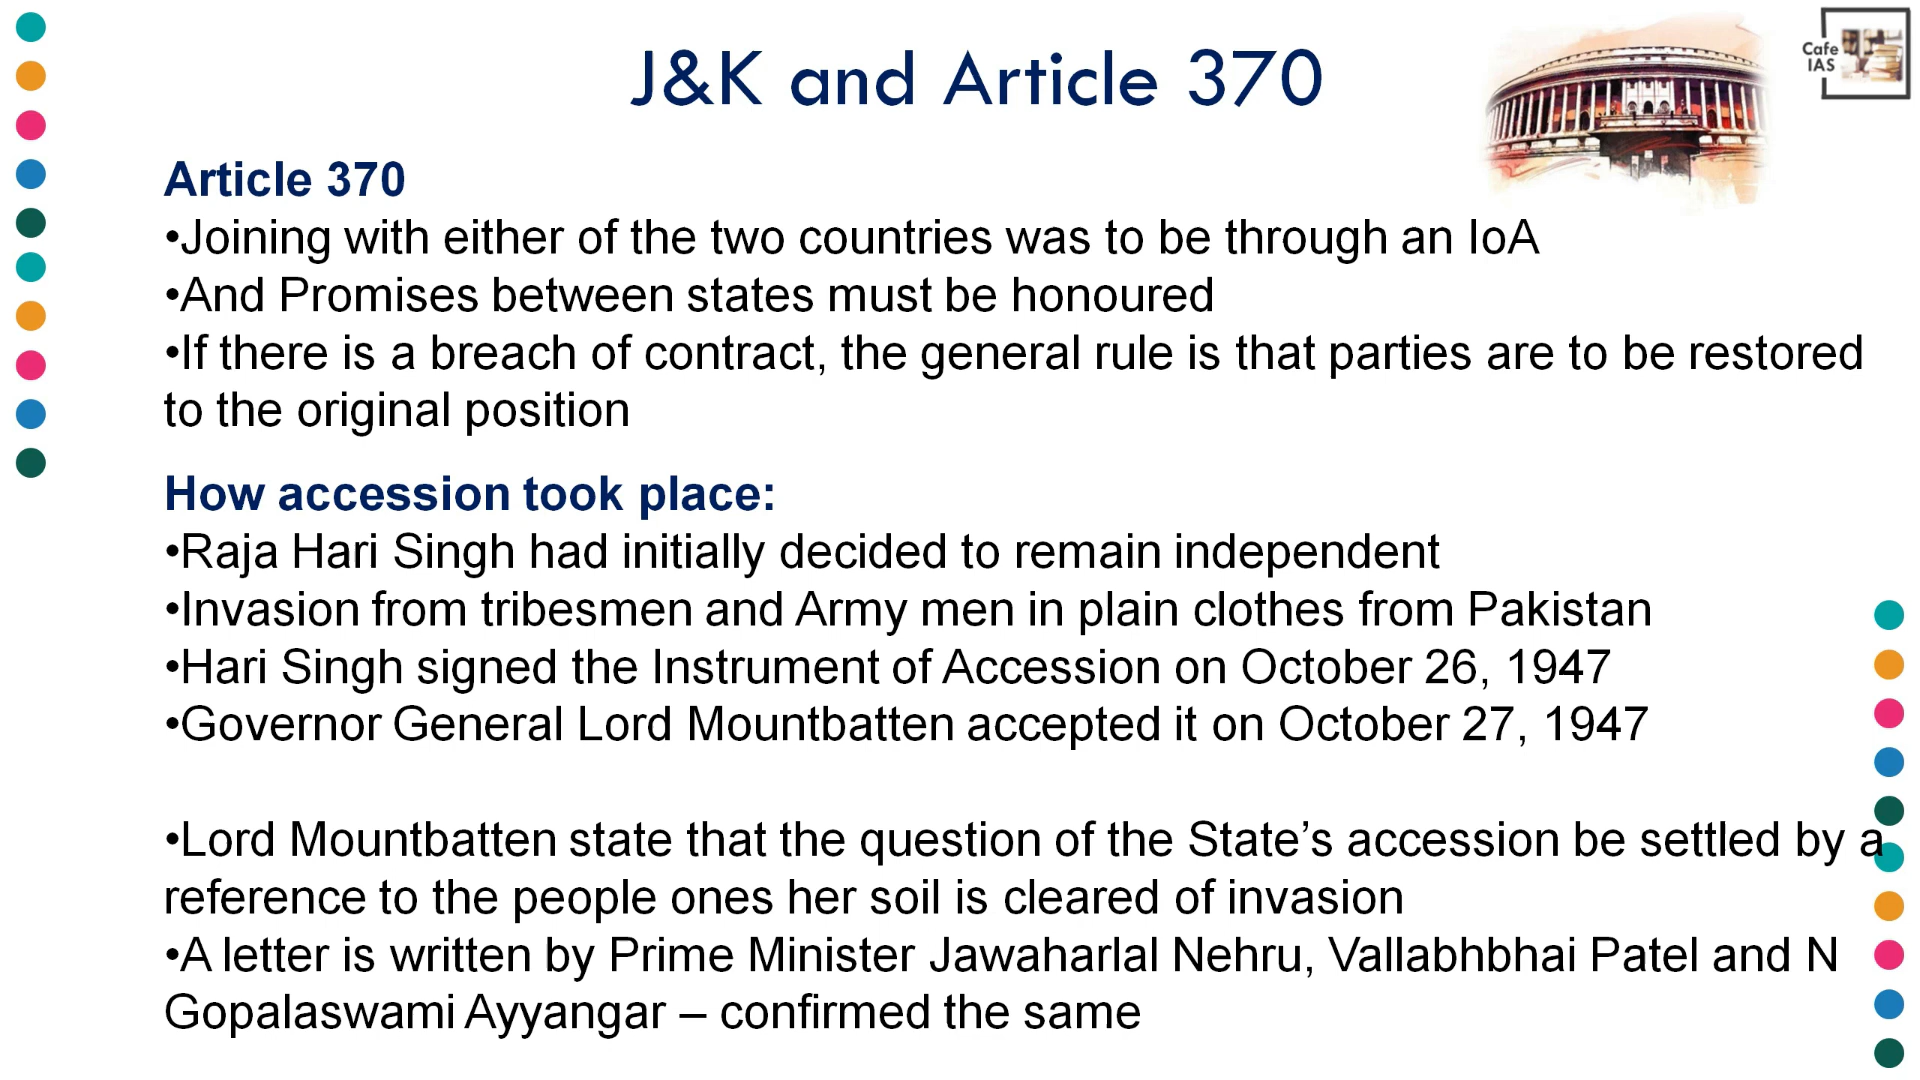 J&K and Article 370
Cafe
IAS
Article 370
•Joining with either of the two countries was to be through an IoA
•And Promises between states must be honoured
•If there is a breach of contract, the general rule is that parties are to be restored
to the original position
How accession took place:
•Raja Hari Singh had initially decided to remain independent
•Invasion from tribesmen and Army men in plain clothes from Pakistan
•Hari Singh signed the Instrument of Accession on October 26, 1947
•Governor General Lord Mountbatten accepted it on October 27, 1947
•Lord Mountbatten state that the question of the State’s accession be settled by a
reference to the people ones her soil is cleared of invasion
•A letter is written by Prime Minister Jawaharlal Nehru, Vallabhbhai Patel and N
Gopalaswami Ayyangar – confirmed the same